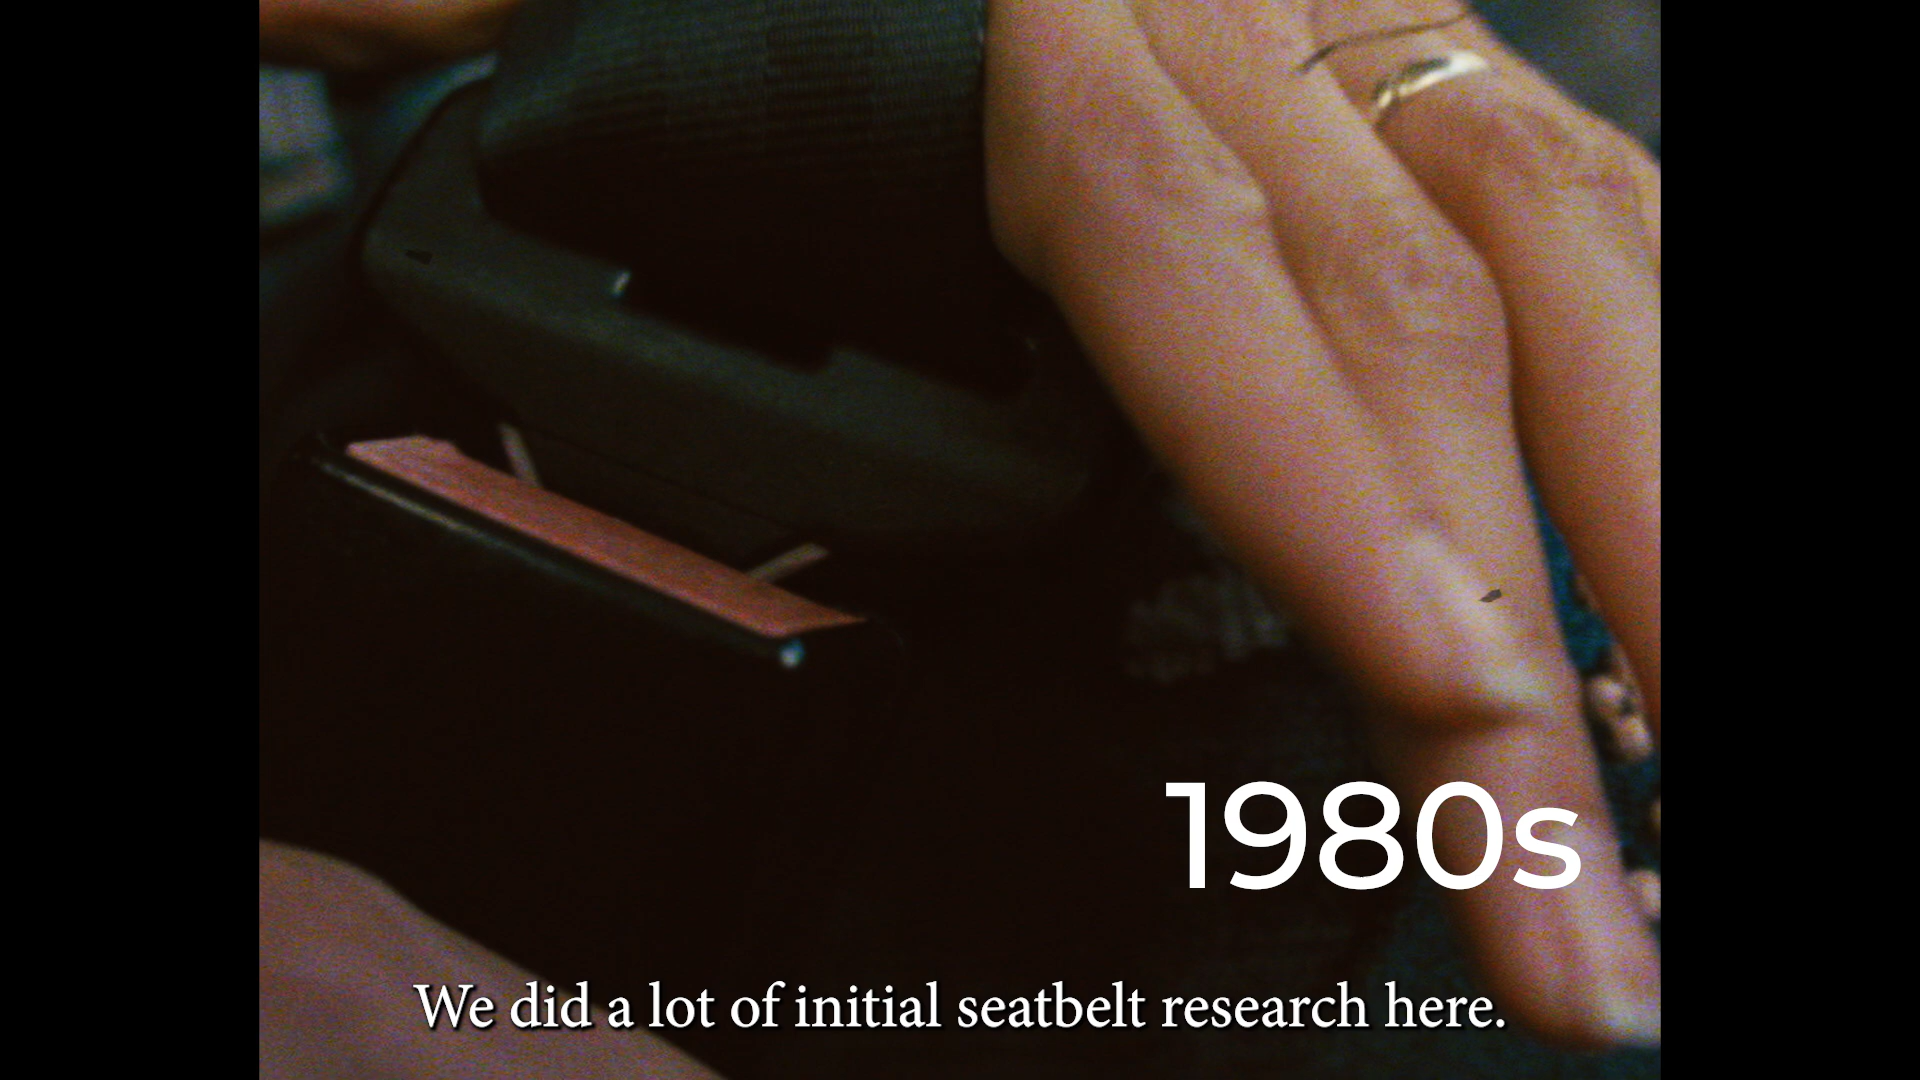 1980s
We did a lot of initial seatbelt research here.